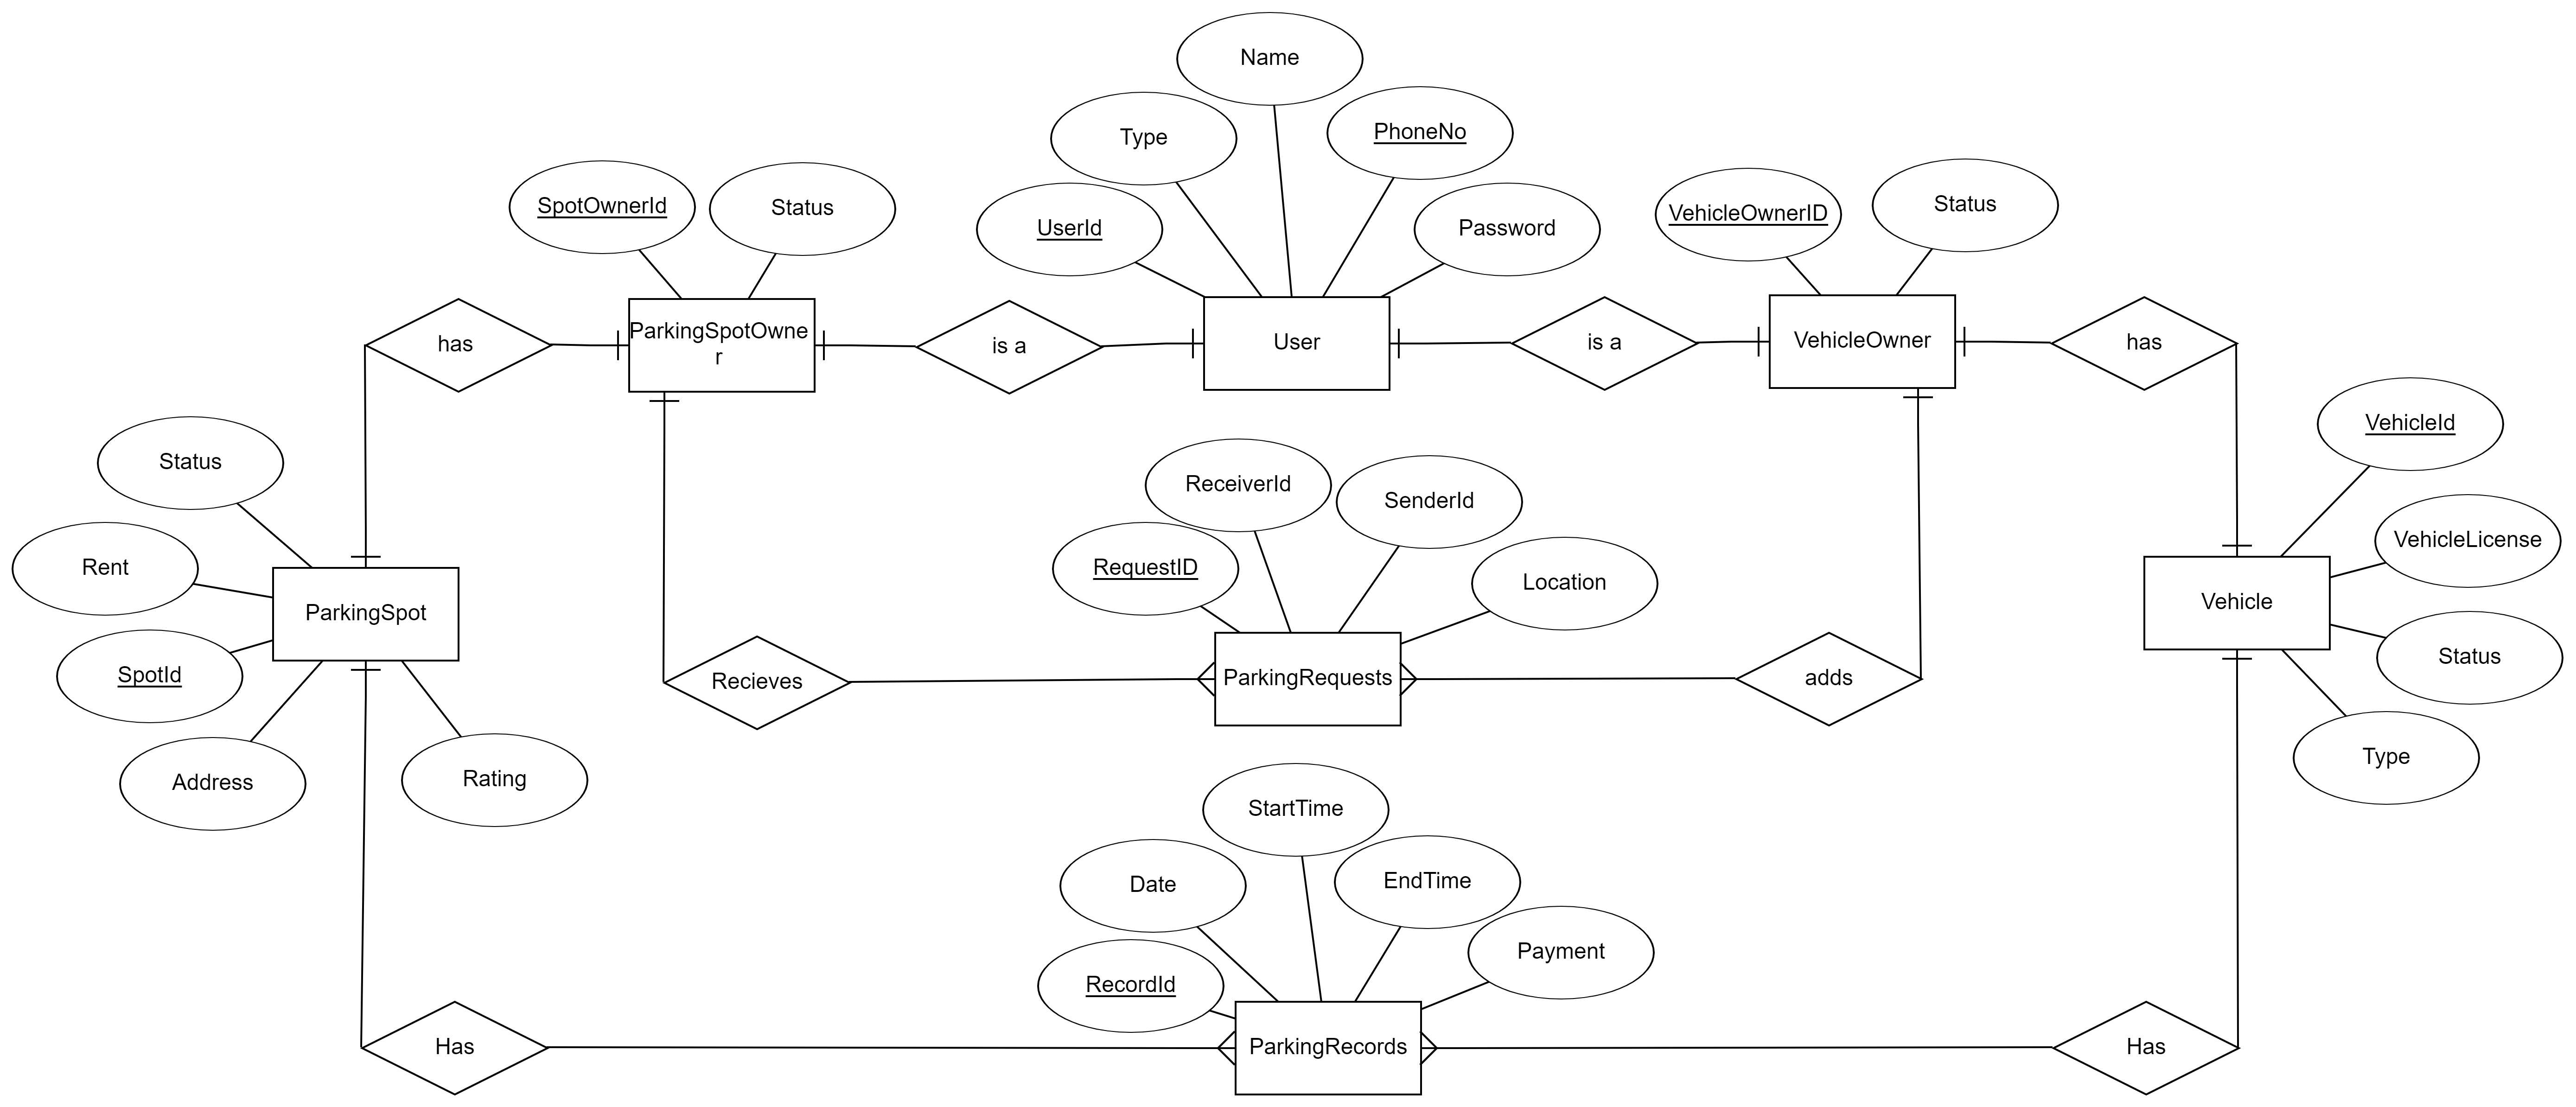 Name
Type
PhoneNo
SpotOwnerId
Status
UserId
Password
VehicleOwnerID
Status
has
ParkingSpotOwne
r
is a
User
is a
VehicleOwner
has
Status
Rent
ParkingSpot
SpotId
Address
Rating
ReceiverId
SenderId
RequestID
Location
Recieves
ParkingRequests
adds
VehicleId
VehicleLicense
Vehicle
Status
Type
StartTime
Date
EndTime
Payment
RecordId
Has
ParkingRecords
Has